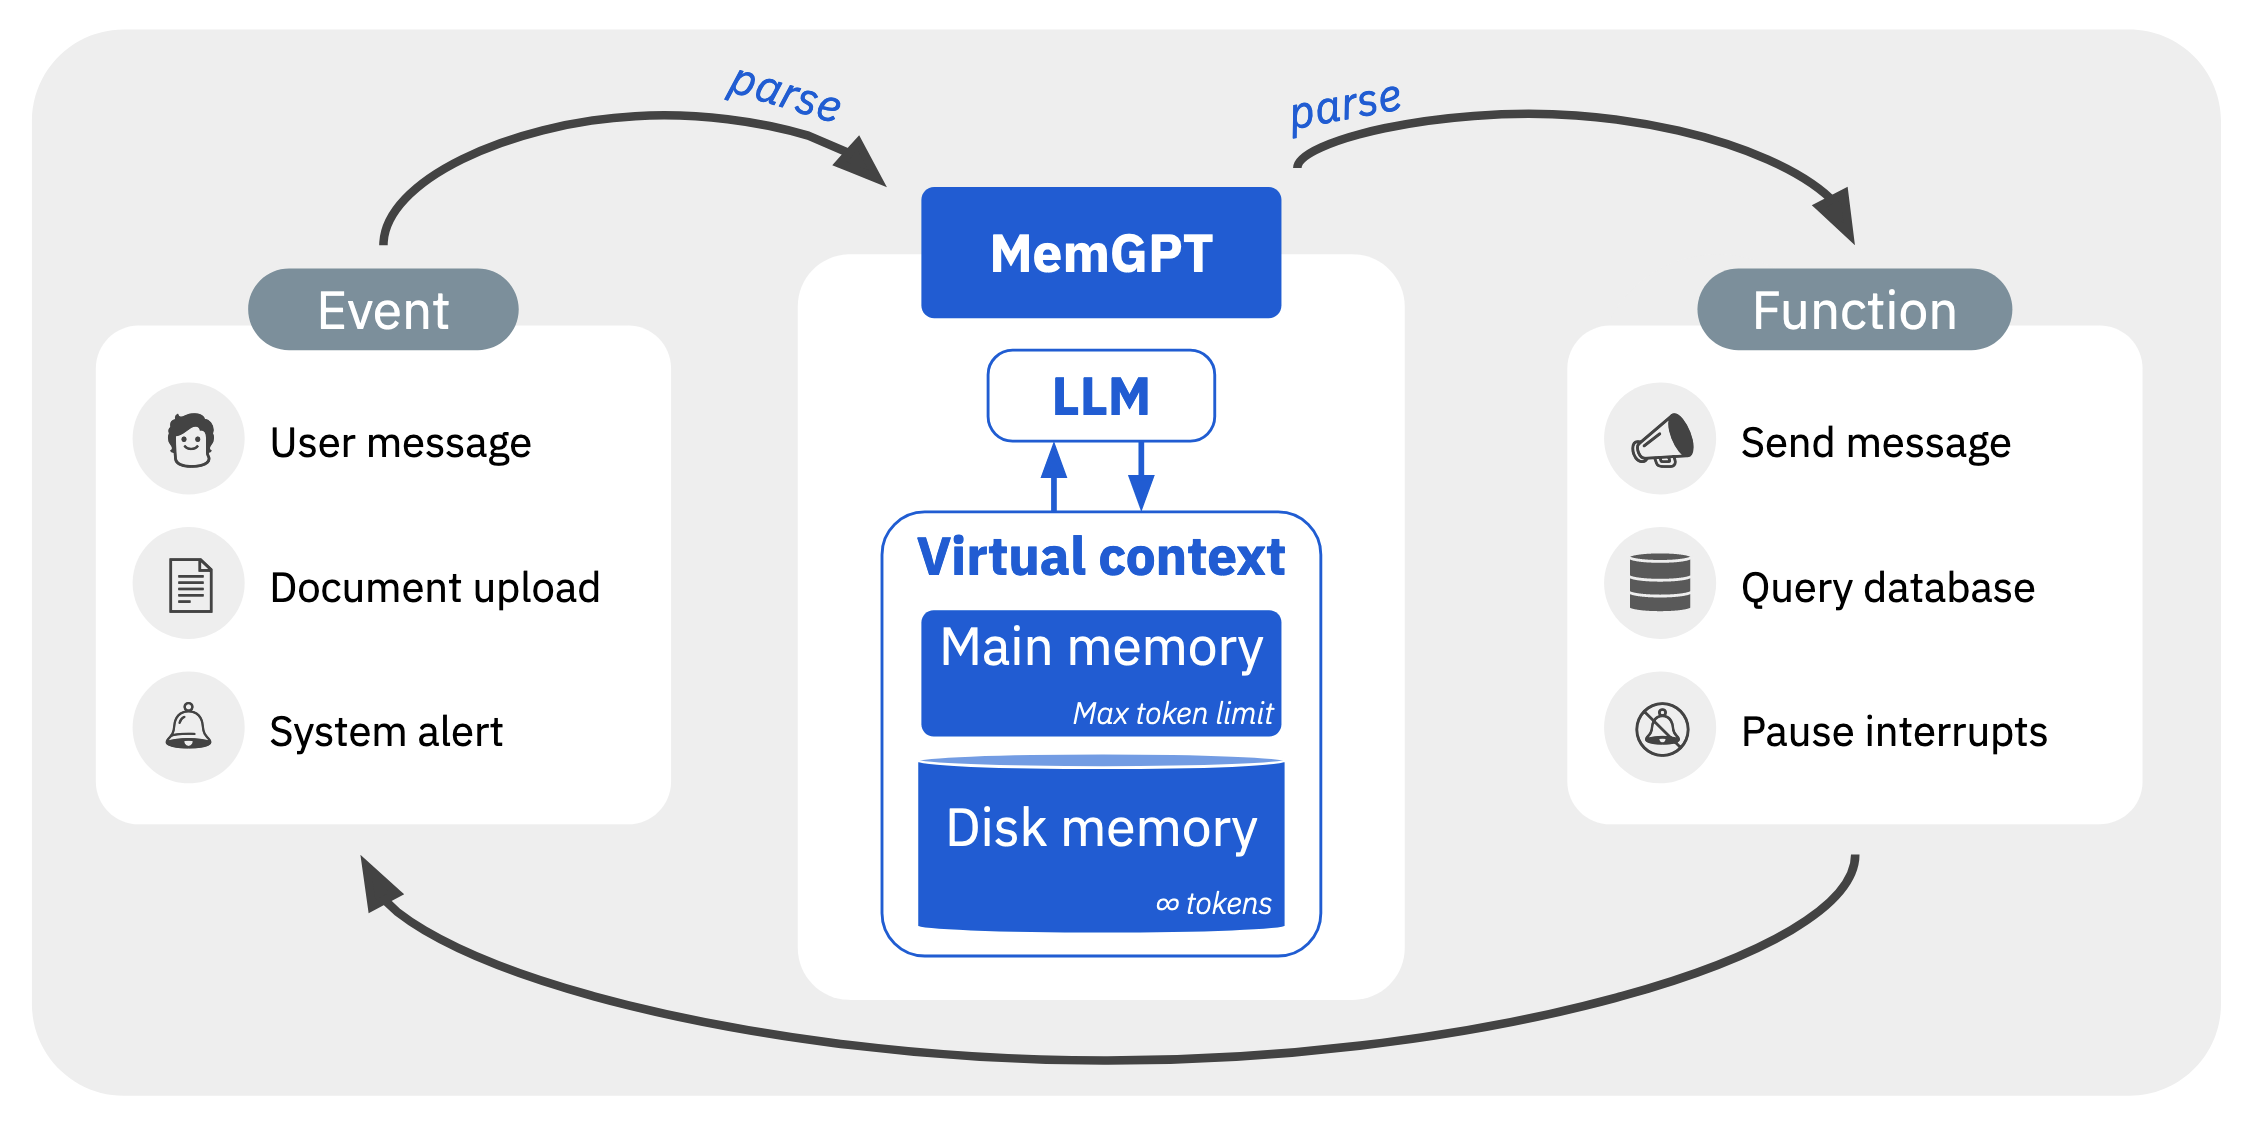 parse
parse
MemGPT
Event
Function
LLM
User message
Send message
Virtual context
Document upload
Query database
Main memory
Max token limit
System alert
Pause interrupts
Disk memory
∞ tokens